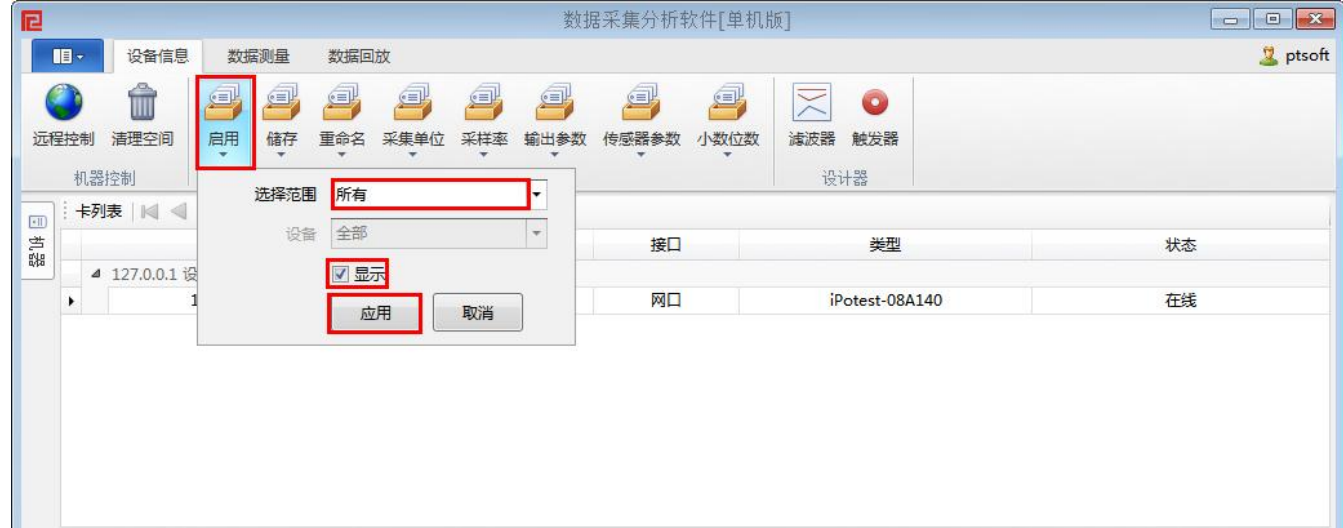 数据采集分析软件[单机版]
设备信息 数据测量 数据回放 ptsoft
远程控制 清理空间 启用 储存 重命名 采集单位 采样率 输出参数 传感器参数 小数位数 滤波器 触发器
机器控制 设计器
选择范围 所有
卡列表
设备 全部
机器
接口 类型 状态
127.0.0.1 设
显示
1 网口 iPotest-08A140 在线
应用 取消